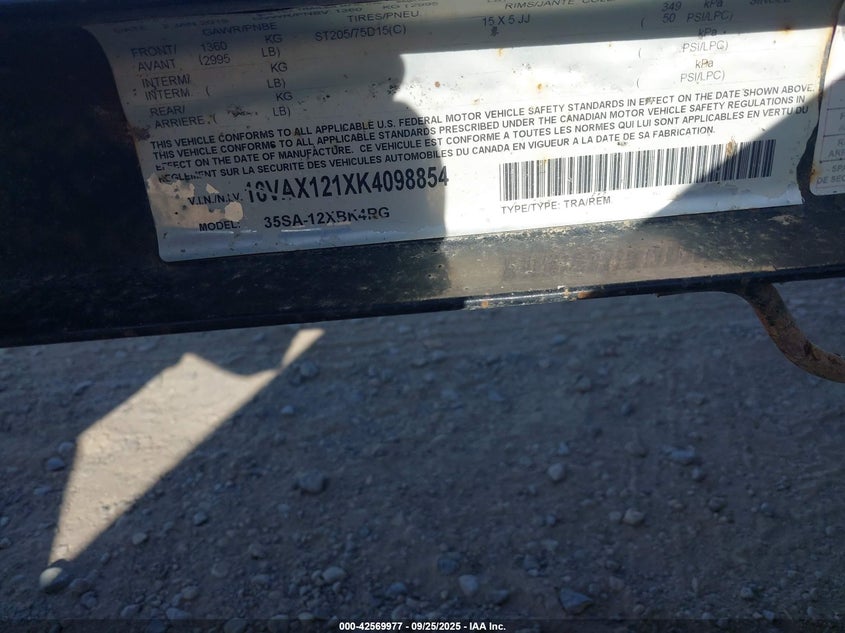 JAN 2019
GAWR/PNBE TIRES/PNEU RIMS/JANTE 349 kPa
FRONT/ 1360 KG ST205/75D15(C) 15 X 5 JJ ( 50 PSI/LPC)
AVANT (2995 LB) kPa
INTERM/ KG ( PSI/LPC)
INTERM. ( LB) kPa
REAR/ KG ( PSI/LPC)
ARRIERE ( LB)
THIS VEHICLE CONFORMS TO ALL APPLICABLE U.S. FEDERAL MOTOR VEHICLE SAFETY STANDARDS IN EFFECT ON THE DATE SHOWN ABOVE.
THIS VEHICLE CONFORMS TO ALL APPLICABLE STANDARDS PRESCRIBED UNDER THE CANADIAN MOTOR VEHICLE SAFETY REGULATIONS IN
EFFECT ON THE DATE OF MANUFACTURE. CE VEHICULE EST CONFORME A TOUTES LES NORMES QUI LUI SONT APPLICABLES EN VERTU DU
REGLEMENT SUR LA SECURITE DES VEHICULES AUTOMOBILES DU CANADA EN VIGUEUR A LA DATE DE SA FABRICATION.
V.I.N./N.I.V. 16VAX121XK4098854
MODEL: 35SA-12XBK4RG
TYPE/TYPE: TRA/REM
000-42569977 - 09/25/2025 - IAA, Inc.